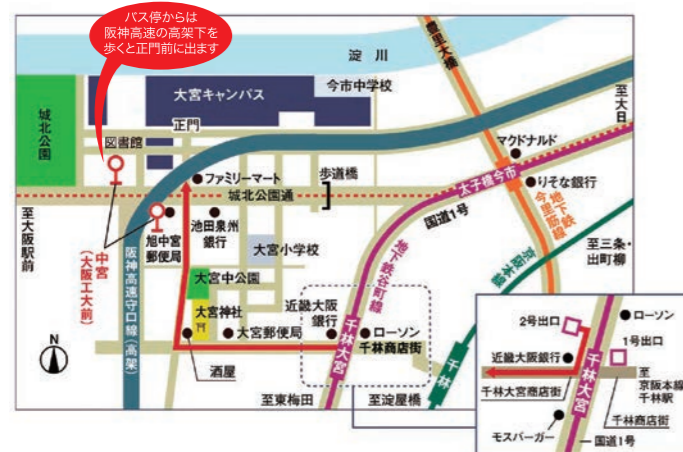 バス停からは
阪神高速の高架下を
歩くと正門前に出ます
淀川
豊里大橋
大宮キャンパス
今市中学校
城北公園
正門
図書館
至大日
マクドナルド
ファミリーマート
歩道橋
城北公園通
太子橋今市
りそな銀行
国道1号
地下鉄
今里筋線
至大阪駅前
中宮
(大阪工大前)
旭中宮
郵便局
池田泉州
銀行
大宮小学校
地下鉄谷町線
京阪本線
至三条・
出町柳
阪神高速守口線(高架)
大宮中公園
大宮神社
近畿大阪
銀行
大宮郵便局
千林大宮
ローソン
千林商店街
千林
N
酒屋
至東梅田
至淀屋橋
2号出口
ローソン
1号出口
近畿大阪銀行
千林大宮
至
京阪本線
千林駅
千林大宮商店街
千林商店街
モスバーガー
国道1号